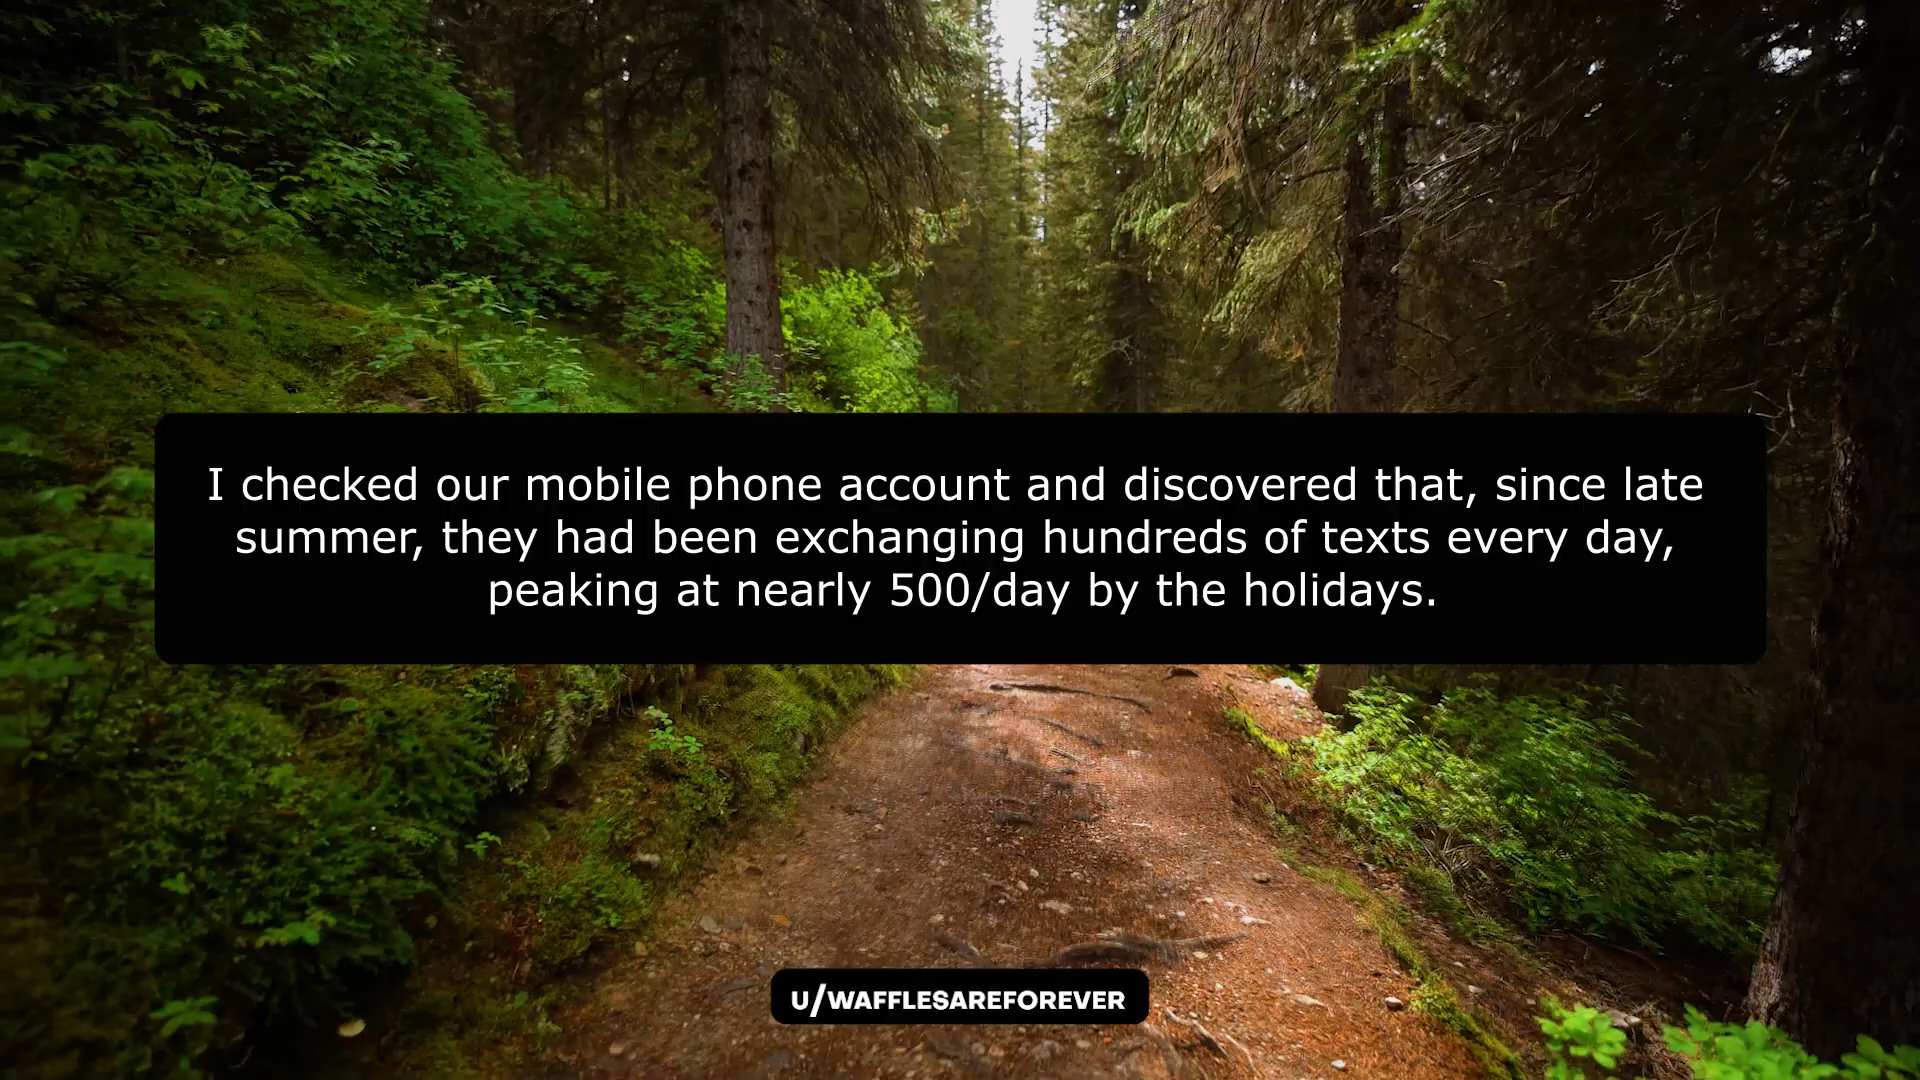 I checked our mobile phone account and discovered that, since late
summer, they had been exchanging hundreds of texts every day,
peaking at nearly 500/day by the holidays.
U/WAFFLESAREFOREVER